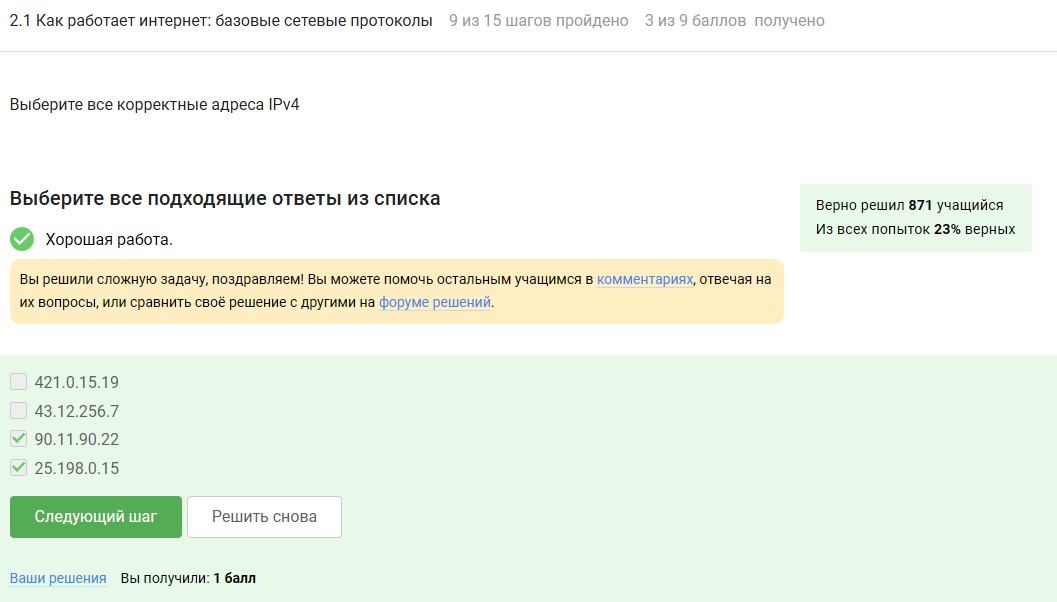 2.1 Как работает интернет: базовые сетевые протоколы 9 из 15 шагов пройдено 3 из 9 баллов получено
Выберите все корректные адреса IPv4
Выберите все подходящие ответы из списка
Верно решил 871 учащийся
Из всех попыток 23% верных
Хорошая работа.
Вы решили сложную задачу, поздравляем! Вы можете помочь остальным учащимся в комментариях, отвечая на
их вопросы, или сравнить своё решение с другими на форуме решений.
421.0.15.19
43.12.256.7
90.11.90.22
25.198.0.15
Следующий шаг Решить снова
Ваши решения Вы получили: 1 балл